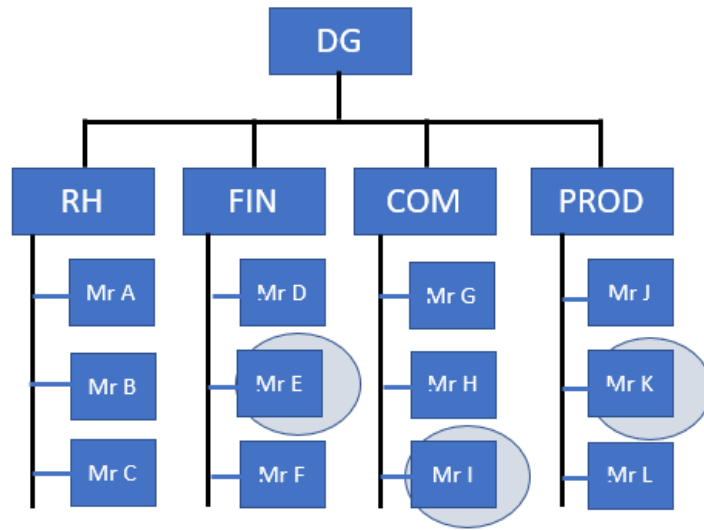 DG
RH
FIN
COM
PROD
Mr A
Mr D
Mr G
Mr J
Mr B
Mr E
Mr H
Mr K
Mr C
Mr F
Mr I
Mr L